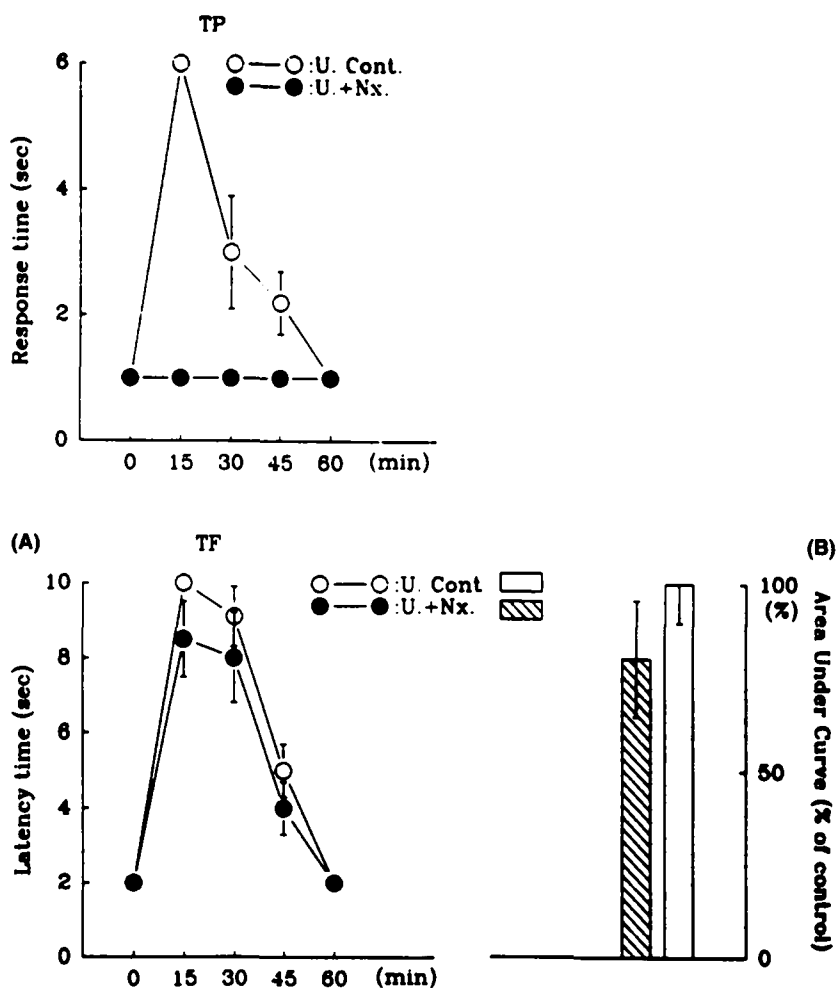 TP
6
4
2
0
Response time (sec)
:U. Cont.
:U.+Nx.
0 15 30 45 60 (min)
(A)
TF
10
8
6
4
2
0
Latency time (sec)
:U. Cont
:U.+Nx.
0 15 30 45 60 (min)
(B)
100
(%)
50
0
Area Under Curve (% of control)